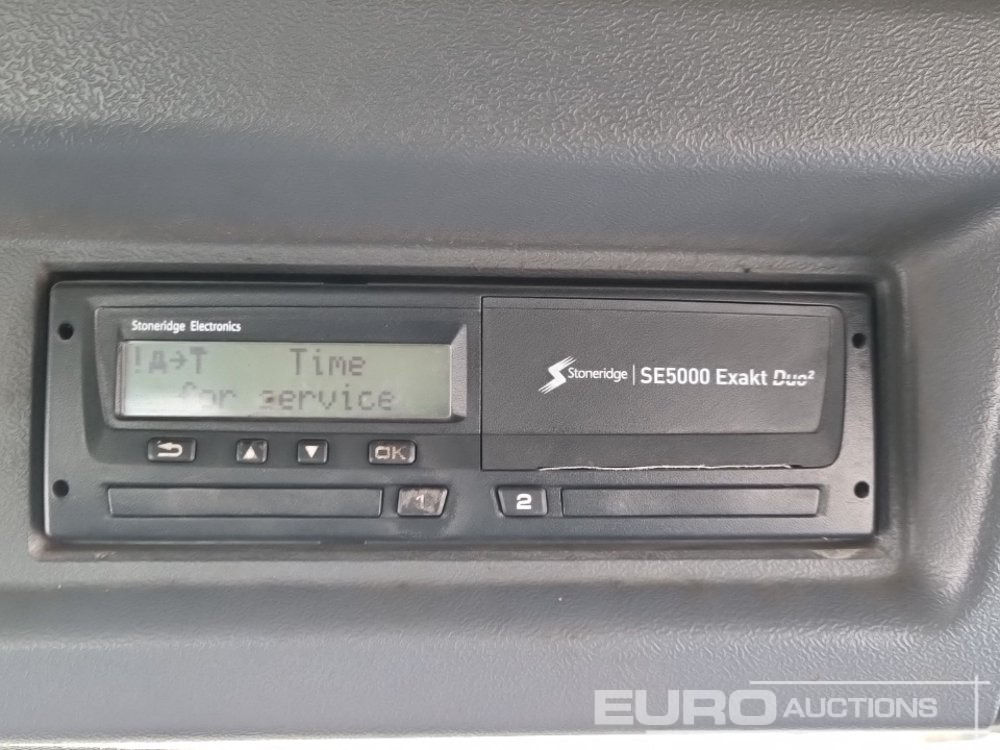 Stoneridge Electronics
!A→T Time
for service
Stoneridge SE5000 Exakt Duo²
OK
1 2
EURO AUCTIONS